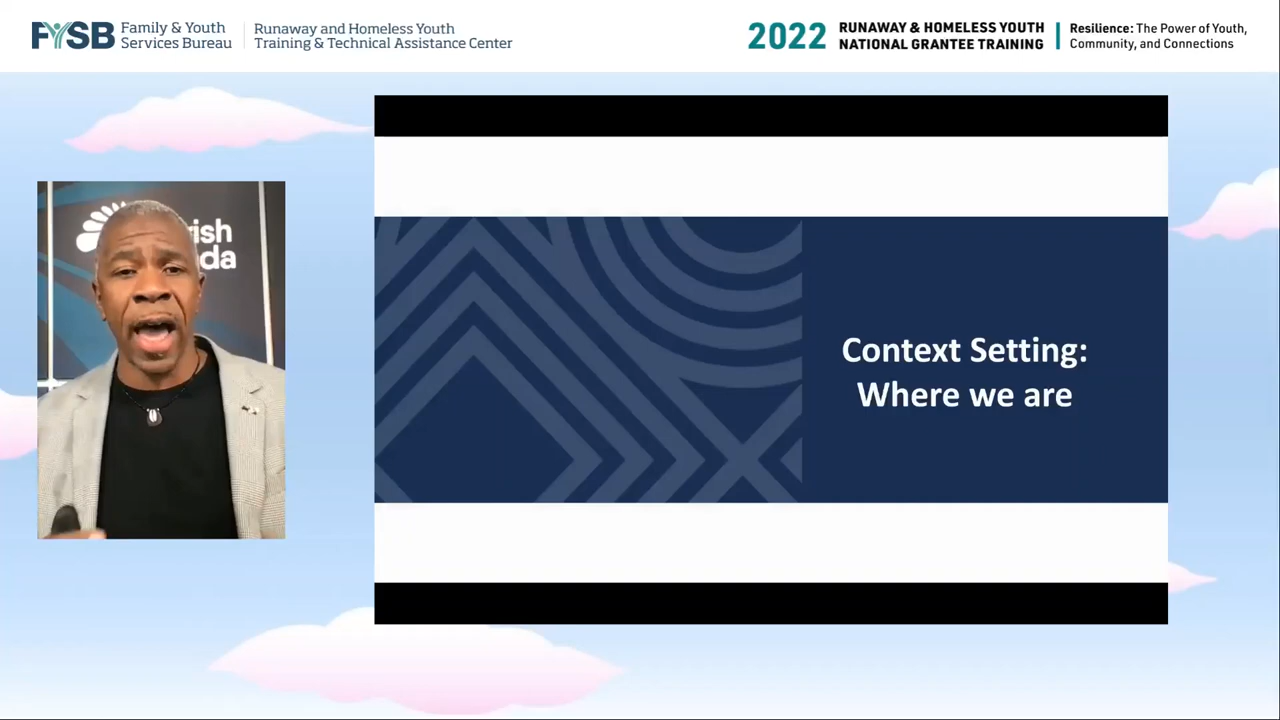 FYSB
Family & Youth
Services Bureau
Runaway and Homeless Youth
Training & Technical Assistance Center
2022
RUNAWAY & HOMELESS YOUTH
NATIONAL GRANTEE TRAINING
Resilience: The Power of Youth,
Community, and Connections
Context Setting:
Where we are